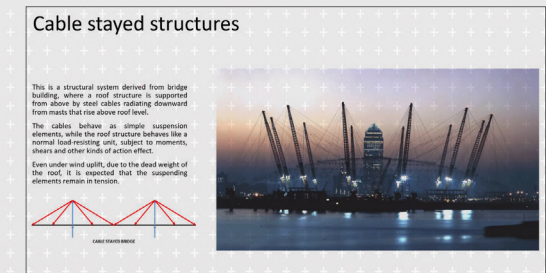 Cable stayed structures
This is a structural system derived from bridge
building, where a roof structure is supported
from above by steel cables radiating downward
from masts that rise above roof level.
The cables behave as simple suspension
elements, while the roof structure behaves like a
normal load-resisting unit, subject to moments,
shears and other kinds of action effect.
Even under wind uplift, due to the dead weight of
the roof, it is expected that the suspending
elements remain in tension.
CABLE STAYED BRIDGE